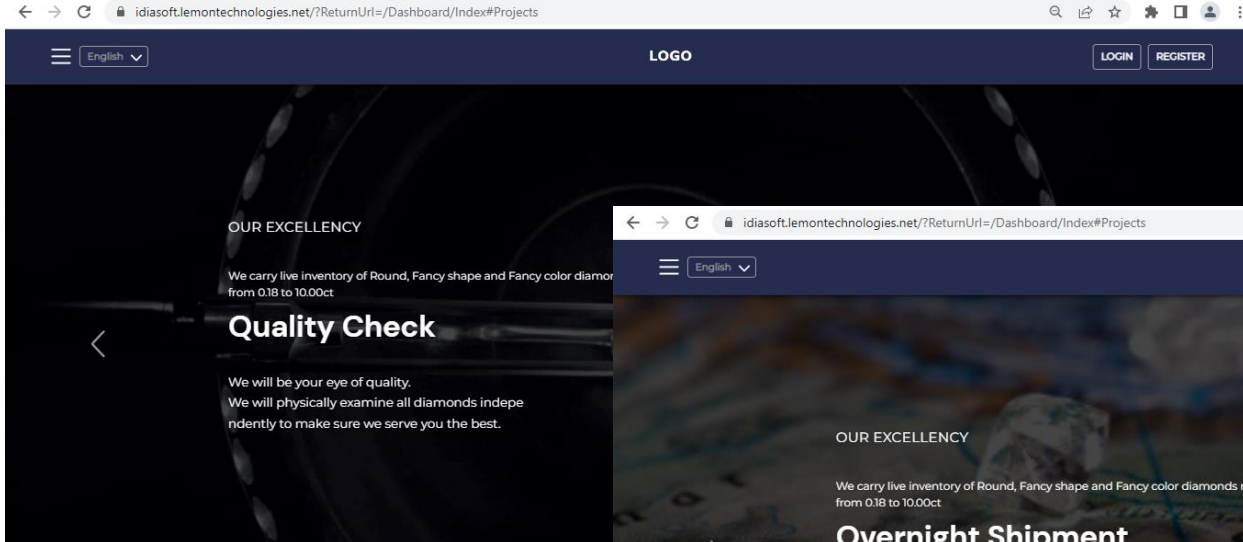 idiasoft.lemontechnologies.net/?ReturnUrl=/Dashboard/Index#Projects
English
LOGO
LOGIN
REGISTER
OUR EXCELLENCY
We carry live inventory of Round, Fancy shape and Fancy color diamon
from 0.18 to 10.00ct
Quality Check
We will be your eye of quality.
We will physically examine all diamonds indepe
ndently to make sure we serve you the best.
idiasoft.lemontechnologies.net/?ReturnUrl=/Dashboard/Index#Projects
English
OUR EXCELLENCY
We carry live inventory of Round, Fancy shape and Fancy color diamonds
from 0.18 to 10.00ct
Overnight Shipment